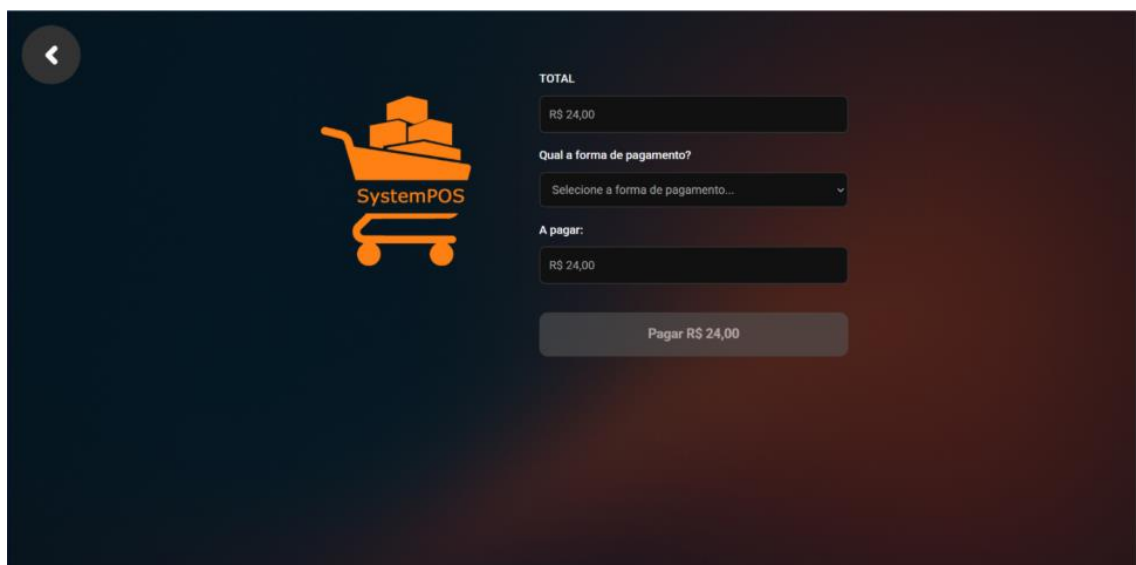 TOTAL
R$ 24,00
Qual a forma de pagamento?
Selecione a forma de pagamento...
SystemPOS
A pagar:
R$ 24,00
Pagar R$ 24,00